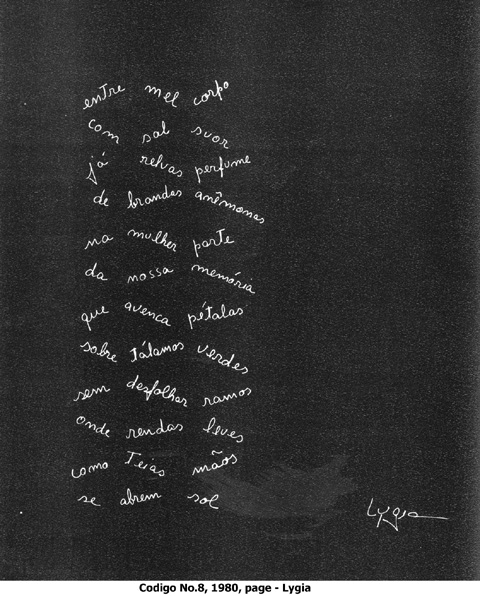 entre mel corpo
com sal suor
já relvas perfume
de brandas anêmonas
na mulher parte
da nossa memória
que avenca pétalas
sobre tálamos verdes
sem desfolhar ramos
onde rendas leves
como teias mãos
se abrem sol
Lygia
Codigo No.8, 1980, page - Lygia